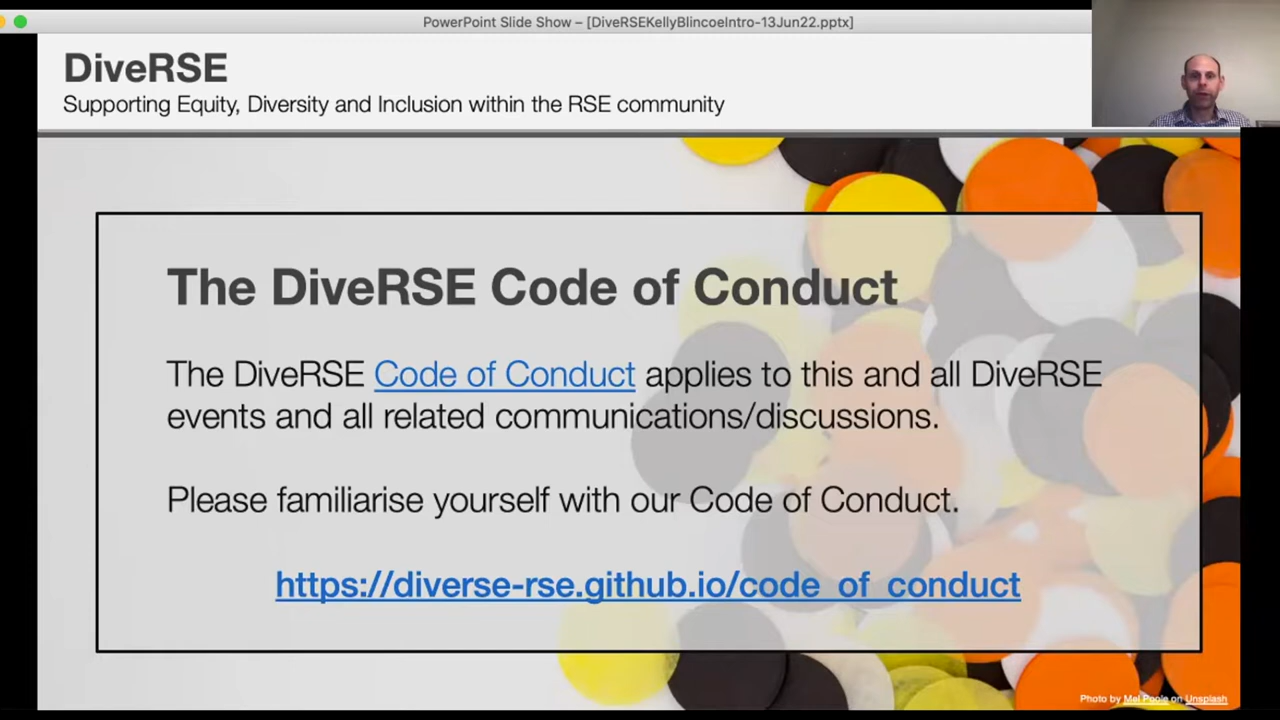 PowerPoint Slide Show – [DiveRSEKellyBlincoeIntro-13Jun22.pptx]
DiveRSE
Supporting Equity, Diversity and Inclusion within the RSE community
The DiveRSE Code of Conduct
The DiveRSE Code of Conduct applies to this and all DiveRSE
events and all related communications/discussions.
Please familiarise yourself with our Code of Conduct.
https://diverse-rse.github.io/code_of_conduct
Photo by Mel Poole on Unsplash